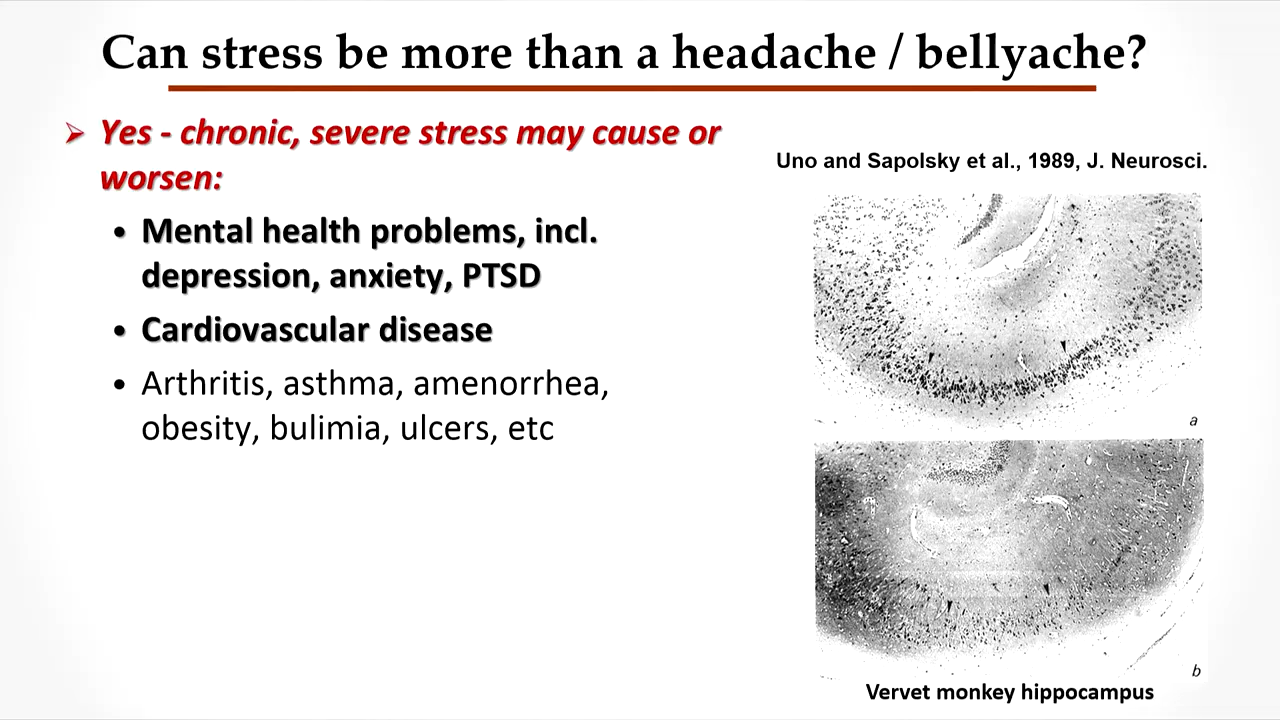 Can stress be more than a headache / bellyache?
Yes - chronic, severe stress may cause or
worsen:
Mental health problems, incl.
depression, anxiety, PTSD
Cardiovascular disease
Arthritis, asthma, amenorrhea,
obesity, bulimia, ulcers, etc
Uno and Sapolsky et al., 1989, J. Neurosci.
a
b
Vervet monkey hippocampus